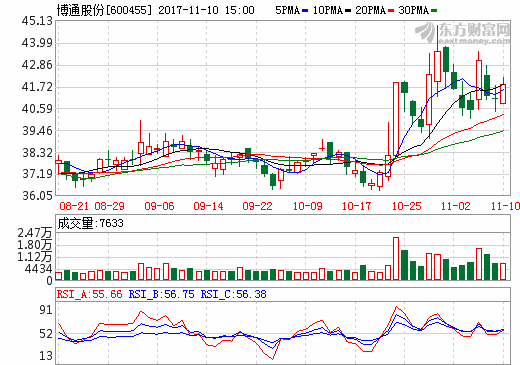 博通股份[600455] 2017-11-10 15:00 5PMA 10PMA 20PMA 30PMA
45.13
东方财富网
eastmoney.com
43.99
42.86
41.72
40.59
39.46
38.32
37.19
36.05
08-21 08-29 09-06 09-14 09-22 10-09 10-17 10-25 11-02 11-10
成交量:7633
2.47万
1.80万
1.12万
4434
0
RSI_A:55.66 RSI_B:56.75 RSI_C:56.38
91
52
13